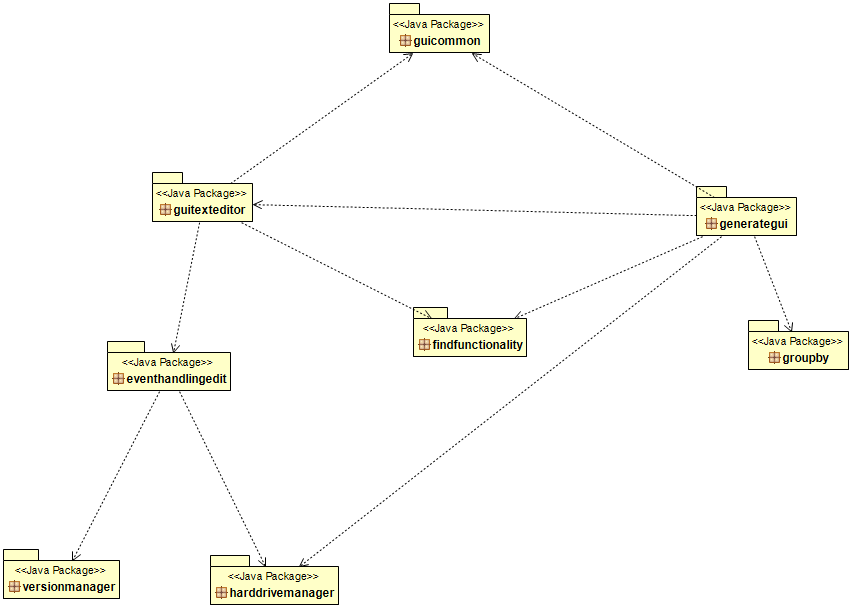 <<Java Package>>
guicommon
<<Java Package>>
guitexteditor
<<Java Package>>
generategui
<<Java Package>>
findfunctionality
<<Java Package>>
groupby
<<Java Package>>
eventhandlingedit
<<Java Package>>
versionmanager
<<Java Package>>
harddrivemanager